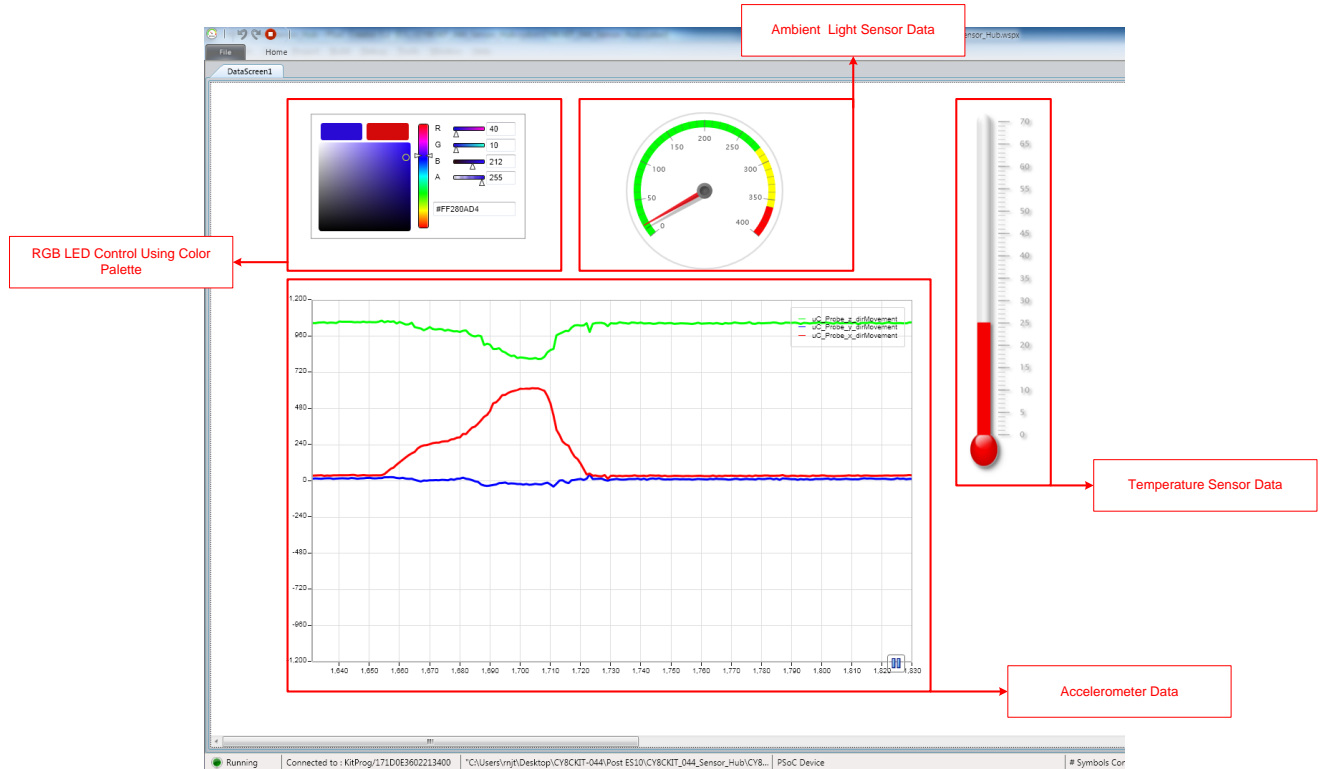 Ambient Light Sensor Data
ensor_Hub.wspx
File
Home
DataScreen1
R 40
G 10
B 212
A 255
#FF280AD4
0
50
100
150
200
250
300
350
400
70
65
60
55
50
45
40
35
30
25
20
15
10
5
0
RGB LED Control Using Color
Palette
1,200
960
720
480
240
0
-240
-480
-720
-960
-1,200
uC_Probe_z_dirMovement
uC_Probe_y_dirMovement
uC_Probe_x_dirMovement
1,640 1,650 1,660 1,670 1,680 1,690 1,700 1,710 1,720 1,730 1,740 1,750 1,760 1,770 1,780 1,790 1,800 1,810 1,820 1,830
Temperature Sensor Data
Accelerometer Data
Running
Connected to : KitProg/171D0E3602213400
"C:\Users\rnjt\Desktop\CY8CKIT-044\Post ES10\CY8CKIT_044_Sensor_Hub\CY8...
PSoC Device
# Symbols Cor